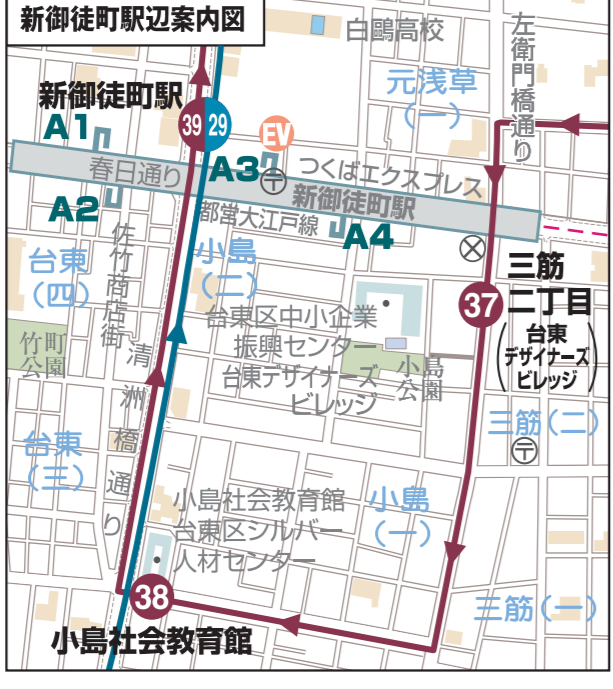 新御徒町駅辺案内図
白鷗高校
左衛門橋通り
元浅草
(一)
新御徒町駅
39
29
EV
A1
A3
〒
つくばエクスプレス
春日通り
新御徒町駅
A2
都営大江戸線
A4
佐竹商店街
小島
(二)
台東
(四)
三筋
二丁目
37
(台東
デザイナーズ
ビレッジ)
台東区中小企業
振興センター
台東デザイナーズ
ビレッジ
小島
公園
竹町
公園
清洲橋通り
三筋(二)
〒
台東
(三)
小島社会教育館
台東区シルバー
人材センター
小島
(一)
38
三筋(一)
小島社会教育館